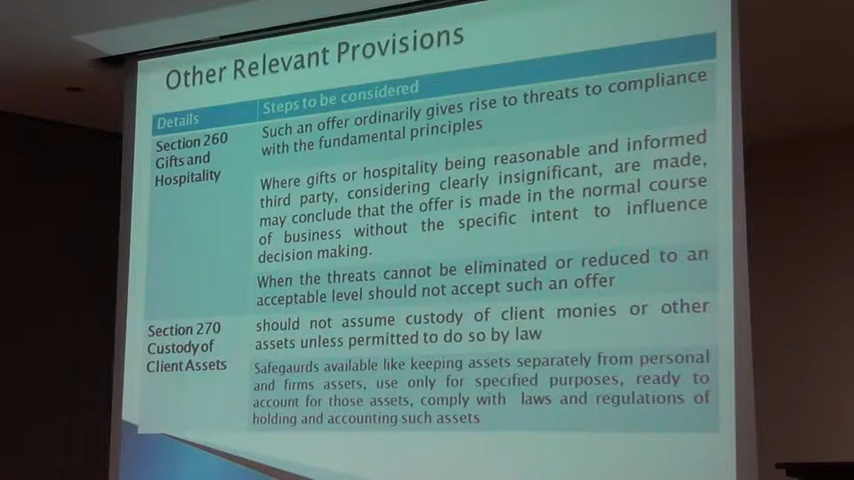 Other Relevant Provisions
Details
Steps to be considered
Section 260
Gifts and
Hospitality
Such an offer ordinarily gives rise to threats to compliance
with the fundamental principles
Where gifts or hospitality being reasonable and informed
third party, considering clearly insignificant, are made,
may conclude that the offer is made in the normal course
of business without the specific intent to influence
decision making.
When the threats cannot be eliminated or reduced to an
acceptable level should not accept such an offer
Section 270
Custody of
Client Assets
should not assume custody of client monies or other
assets unless permitted to do so by law
Safegaurds available like keeping assets separately from personal
and firms assets, use only for specified purposes, ready to
account for those assets, comply with laws and regulations of
holding and accounting such assets